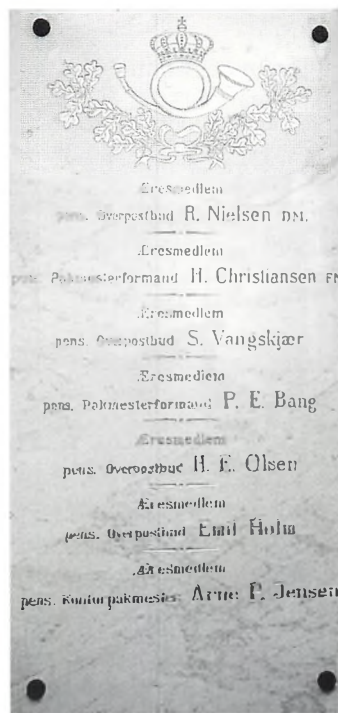 Æresmedlem
pens. Overpostbud R. Nielsen DM.
Æresmedlem
pens. Pakmesterformand H. Christiansen
Æresmedlem
pens. Overpostbud S. Vangskjær
Æresmedlem
pens. Pakmesterformand P. E. Bang
Æresmedlem
pens. Overpostbud H. E. Olsen
Æresmedlem
pens. Overpostbud Emil Holm
Æresmedlem
pens. Kontorpakmester Arne P. Jensen